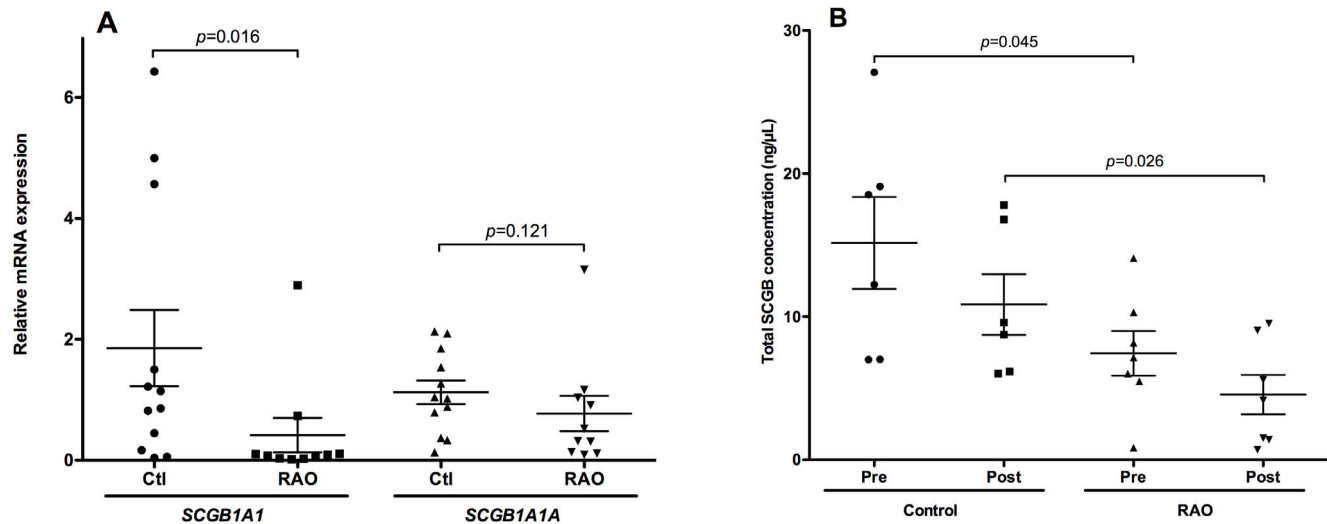 A
p=0.016
p=0.121
Relative mRNA expression
6
4
2
0
Ctl RAO Ctl RAO
SCGB1A1 SCGB1A1A
B
p=0.045
p=0.026
Total SCGB concentration (ng/µL)
30
20
10
0
Pre Post Pre Post
Control RAO